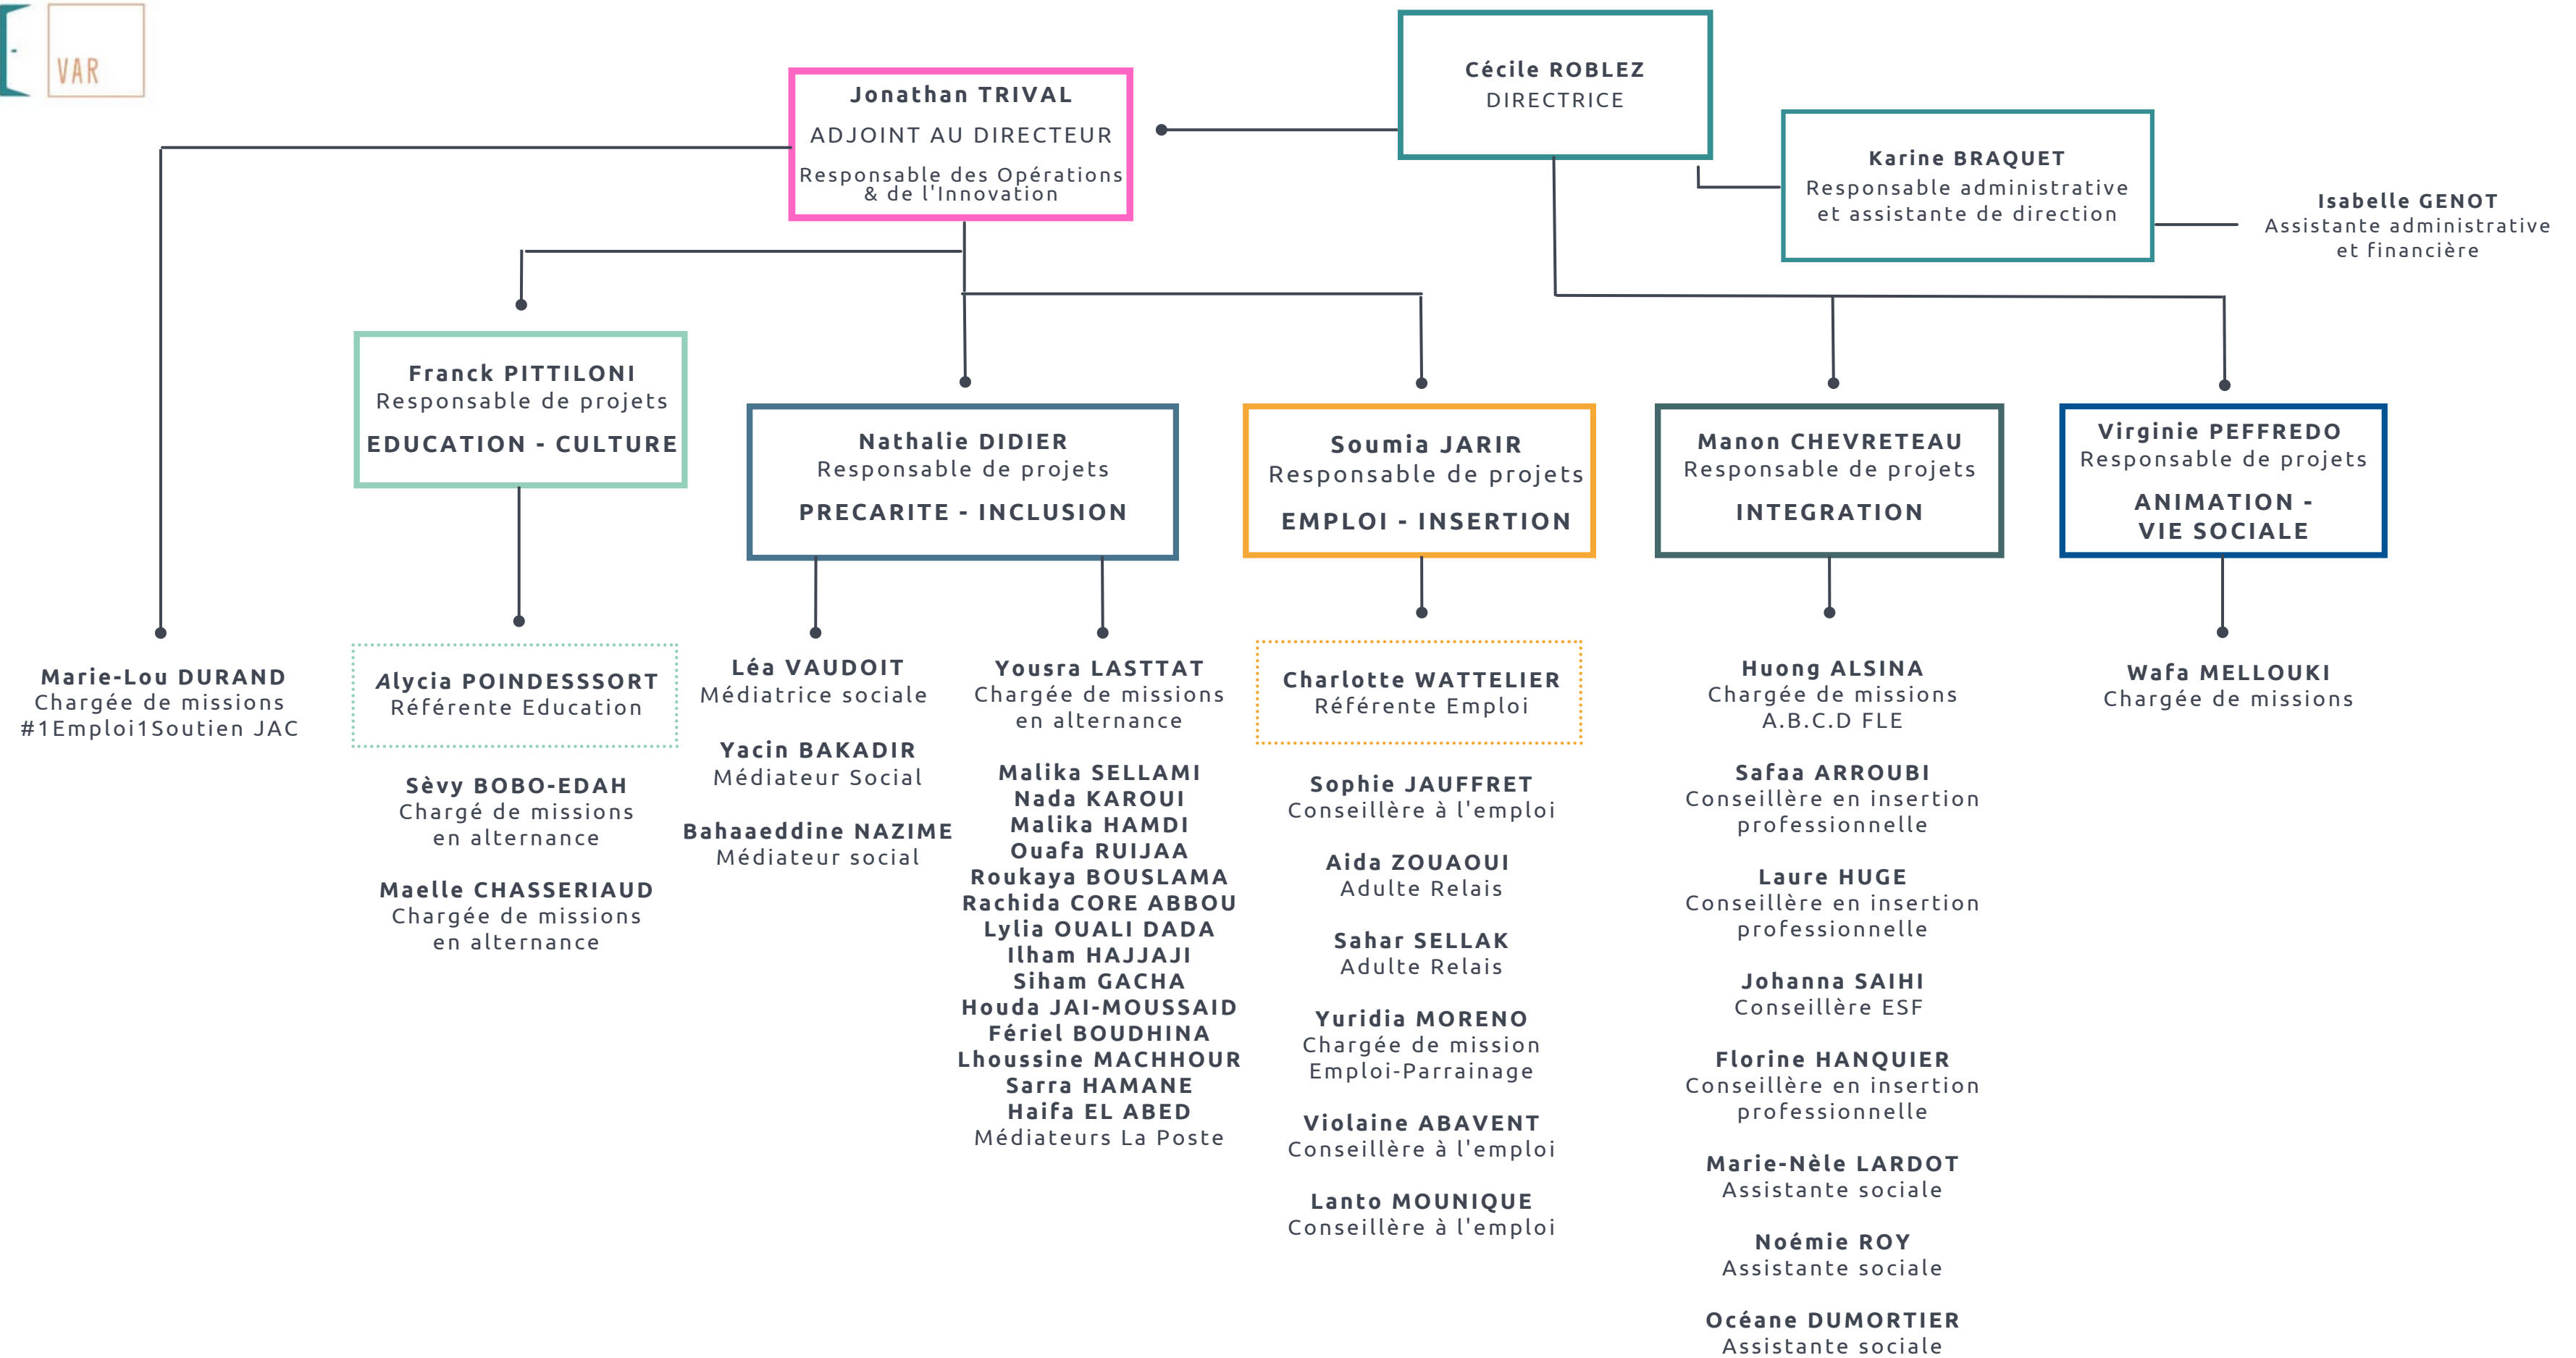 VAR
Cécile ROBLEZ
DIRECTRICE
Jonathan TRIVAL
ADJOINT AU DIRECTEUR
Responsable des Opérations
& de l'Innovation
Karine BRAQUET
Responsable administrative
et assistante de direction
Isabelle GENOT
Assistante administrative
et financière
Franck PITTILONI
Responsable de projets
EDUCATION - CULTURE
Nathalie DIDIER
Responsable de projets
PRECARITE - INCLUSION
Soumia JARIR
Responsable de projets
EMPLOI - INSERTION
Manon CHEVRETEAU
Responsable de projets
INTEGRATION
Virginie PEFFREDO
Responsable de projets
ANIMATION -
VIE SOCIALE
Marie-Lou DURAND
Chargée de missions
#1Emploi1Soutien JAC
Alycia POINDESSSORT
Référente Education
Sèvy BOBO-EDAH
Chargé de missions
en alternance
Maelle CHASSERIAUD
Chargée de missions
en alternance
Léa VAUDOIT
Médiatrice sociale
Yacin BAKADIR
Médiateur Social
Bahaaeddine NAZIME
Médiateur social
Yousra LASTTAT
Chargée de missions
en alternance
Malika SELLAMI
Nada KAROUI
Malika HAMDI
Ouafa RUIJAA
Roukaya BOUSLAMA
Rachida CORE ABBOU
Lylia OUALI DADA
Ilham HAJJAJI
Siham GACHA
Houda JAI-MOUSSAID
Fériel BOUDHINA
Lhoussine MACHHOUR
Sarra HAMANE
Haifa EL ABED
Médiateurs La Poste
Charlotte WATTELIER
Référente Emploi
Sophie JAUFFRET
Conseillère à l'emploi
Aida ZOUAOUI
Adulte Relais
Sahar SELLAK
Adulte Relais
Yuridia MORENO
Chargée de mission
Emploi-Parrainage
Violaine ABAVENT
Conseillère à l'emploi
Lanto MOUNIQUE
Conseillère à l'emploi
Huong ALSINA
Chargée de missions
A.B.C.D FLE
Safaa ARROUBI
Conseillère en insertion
professionnelle
Laure HUGE
Conseillère en insertion
professionnelle
Johanna SAIHI
Conseillère ESF
Florine HANQUIER
Conseillère en insertion
professionnelle
Marie-Nèle LARDOT
Assistante sociale
Noémie ROY
Assistante sociale
Océane DUMORTIER
Assistante sociale
Wafa MELLOUKI
Chargée de missions